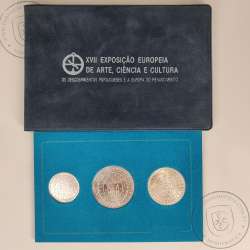 XVII EXPOSIÇÃO EUROPEIA
DE ARTE, CIÊNCIA E CULTURA
OS DESCOBRIMENTOS PORTUGUESES E A EUROPA DO RENASCIMENTO